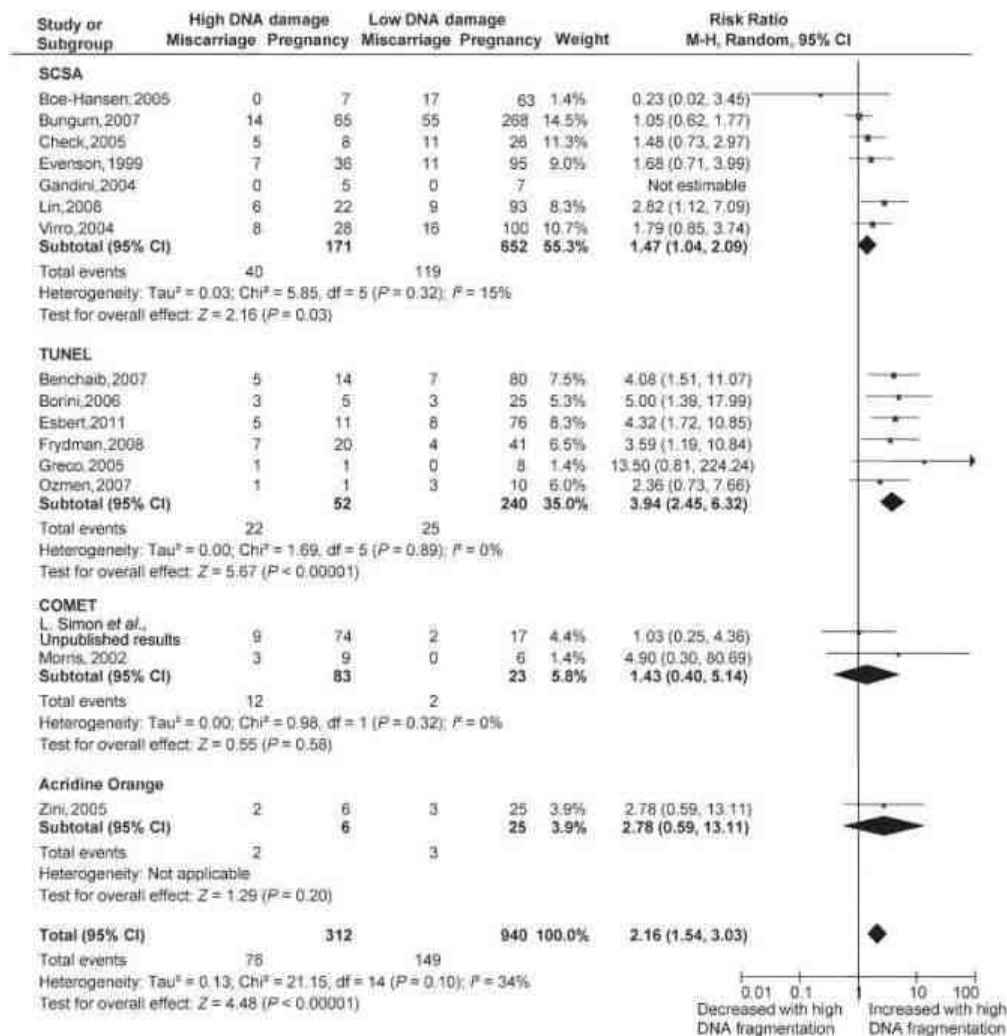 Study or Subgroup High DNA damage Low DNA damage Risk Ratio
Miscarriage Pregnancy Miscarriage Pregnancy Weight M-H, Random, 95% CI
SCSA
Boe-Hansen, 2005 0 7 17 63 1.4% 0.23 (0.02, 3.45)
Bungum, 2007 14 65 55 268 14.5% 1.05 (0.62, 1.77)
Check, 2005 5 8 11 26 11.3% 1.48 (0.73, 2.97)
Evenson, 1999 7 36 11 95 9.0% 1.68 (0.71, 3.99)
Gandini, 2004 0 5 0 7 Not estimable
Lin, 2008 6 22 9 93 8.3% 2.82 (1.12, 7.09)
Virro, 2004 8 28 16 100 10.7% 1.79 (0.85, 3.74)
Subtotal (95% CI) 171 652 55.3% 1.47 (1.04, 2.09)
Total events 40 119
Heterogeneity: Tau² = 0.03; Chi² = 5.85, df = 5 (P = 0.32); I² = 15%
Test for overall effect: Z = 2.16 (P = 0.03)
TUNEL
Benchaib, 2007 5 14 7 80 7.5% 4.08 (1.51, 11.07)
Borini, 2006 3 5 3 25 5.3% 5.00 (1.39, 17.99)
Esbert, 2011 5 11 8 76 8.3% 4.32 (1.72, 10.85)
Frydman, 2008 7 20 4 41 6.5% 3.59 (1.19, 10.84)
Greco, 2005 1 1 0 8 1.4% 13.50 (0.81, 224.24)
Ozmen, 2007 1 1 3 10 6.0% 2.36 (0.73, 7.66)
Subtotal (95% CI) 52 240 35.0% 3.94 (2.45, 6.32)
Total events 22 25
Heterogeneity: Tau² = 0.00; Chi² = 1.69, df = 5 (P = 0.89); I² = 0%
Test for overall effect: Z = 5.67 (P < 0.00001)
COMET
L. Simon et al.,
Unpublished results 9 74 2 17 4.4% 1.03 (0.25, 4.36)
Morris, 2002 3 9 0 6 1.4% 4.90 (0.30, 80.69)
Subtotal (95% CI) 83 23 5.8% 1.43 (0.40, 5.14)
Total events 12 2
Heterogeneity: Tau² = 0.00; Chi² = 0.98, df = 1 (P = 0.32); I² = 0%
Test for overall effect: Z = 0.55 (P = 0.58)
Acridine Orange
Zini, 2005 2 6 3 25 3.9% 2.78 (0.59, 13.11)
Subtotal (95% CI) 6 25 3.9% 2.78 (0.59, 13.11)
Total events 2 3
Heterogeneity: Not applicable
Test for overall effect: Z = 1.29 (P = 0.20)
Total (95% CI) 312 940 100.0% 2.16 (1.54, 3.03)
Total events 76 149
Heterogeneity: Tau² = 0.13; Chi² = 21.15, df = 14 (P = 0.10); I² = 34%
Test for overall effect: Z = 4.48 (P < 0.00001)
0.01 0.1 1 10 100
Decreased with high Increased with high
DNA fragmentation DNA fragmentation